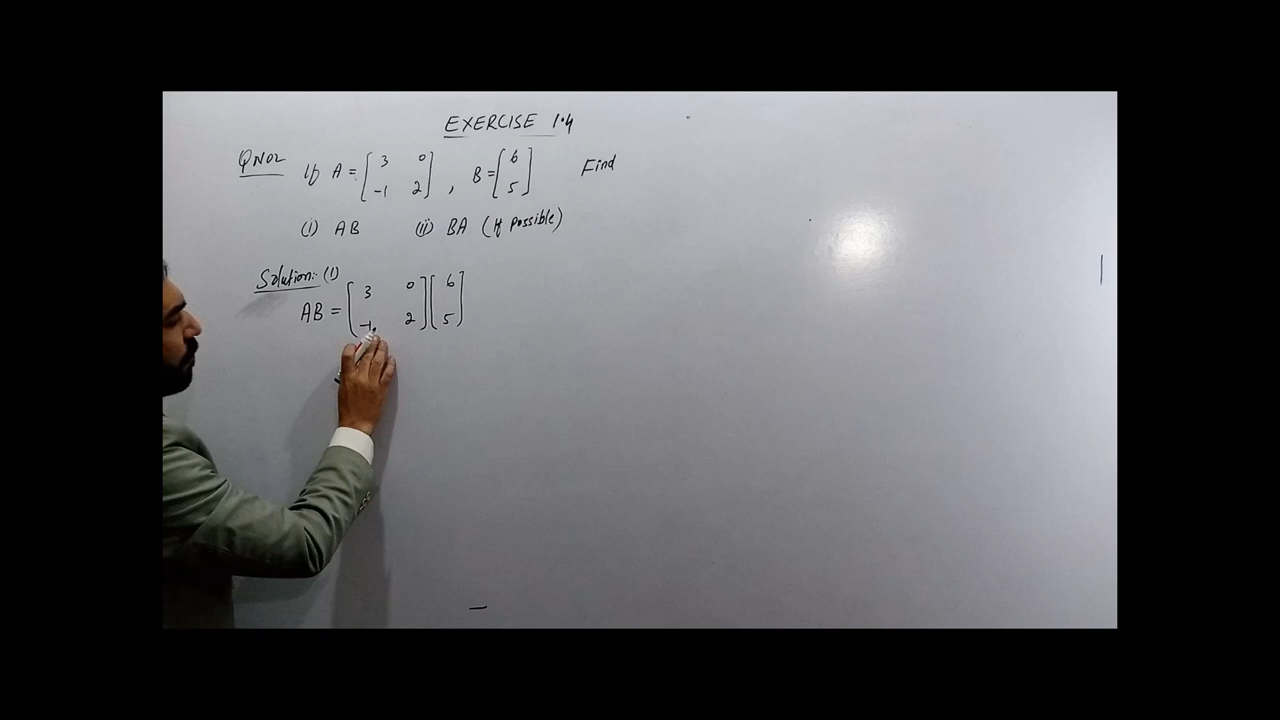 EXERCISE 1.4
Q NO2 If A = [3 0 -1 2], B = [6 5] Find
(i) AB (ii) BA (If possible)
Solution:- (1)
AB = [3 0 -1 2][6 5]